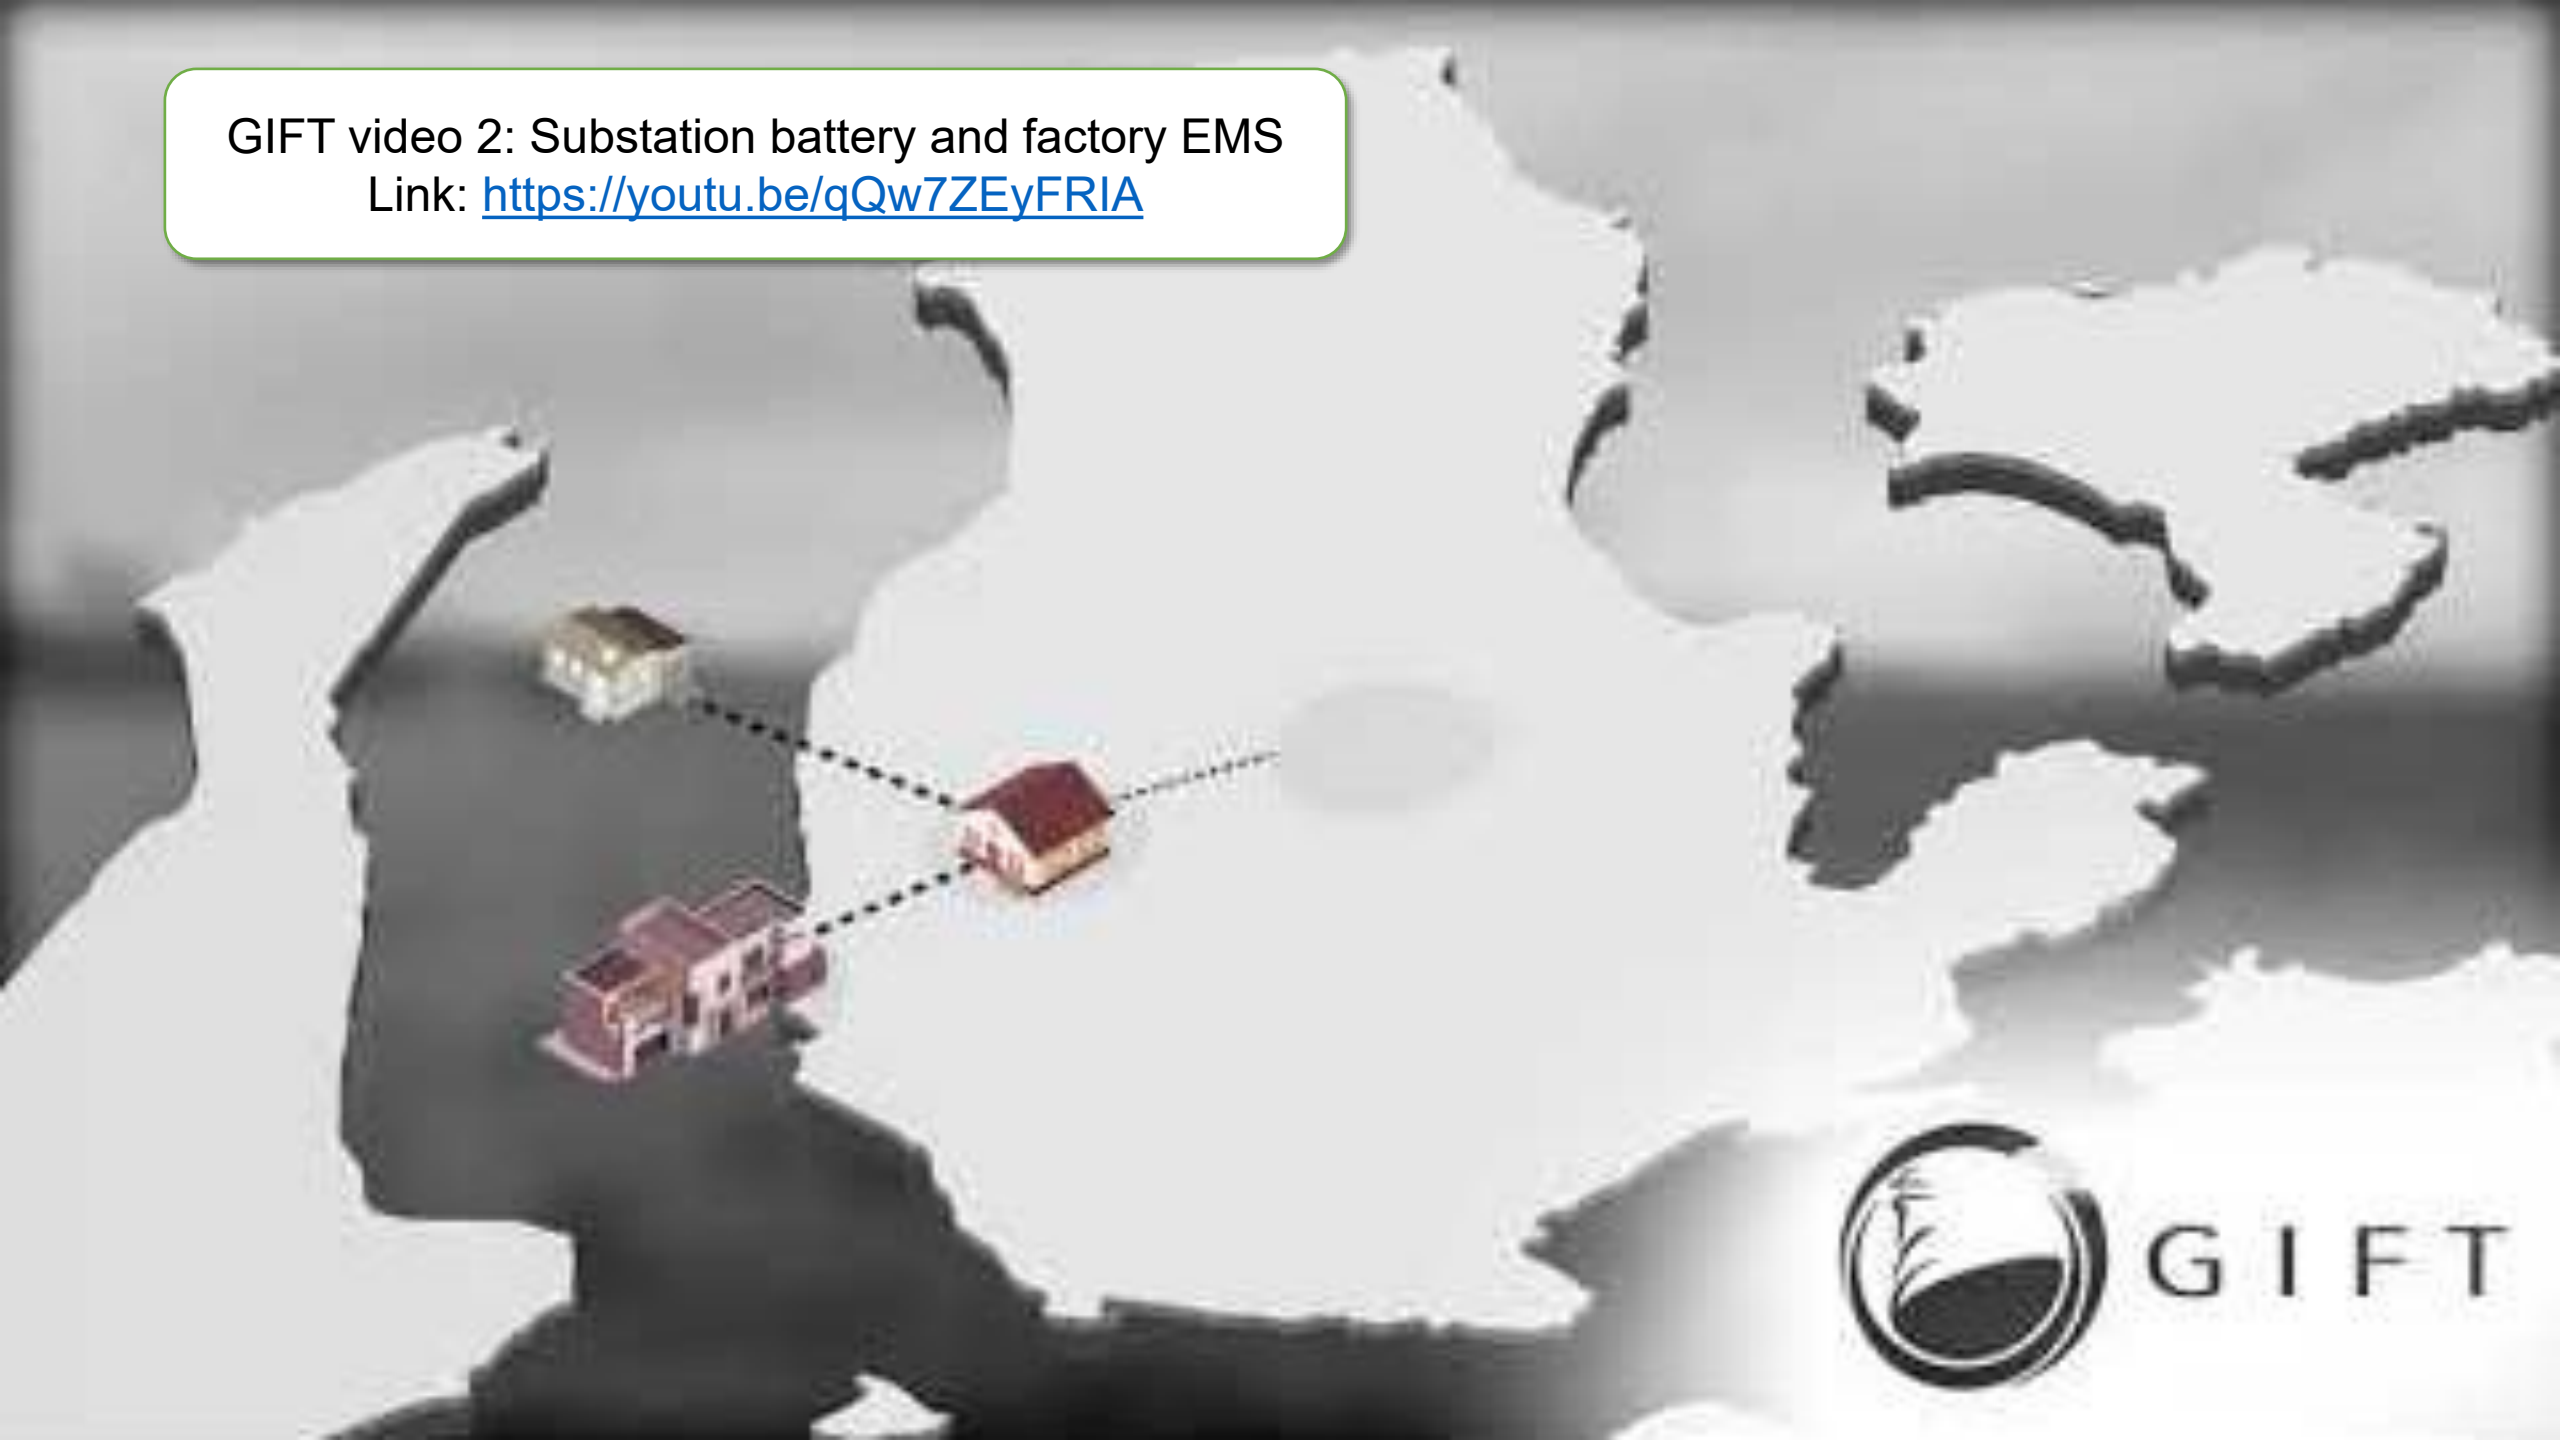 GIFT video 2: Substation battery and factory EMS
Link: https://youtu.be/qQw7ZEyFRIA
GIFT